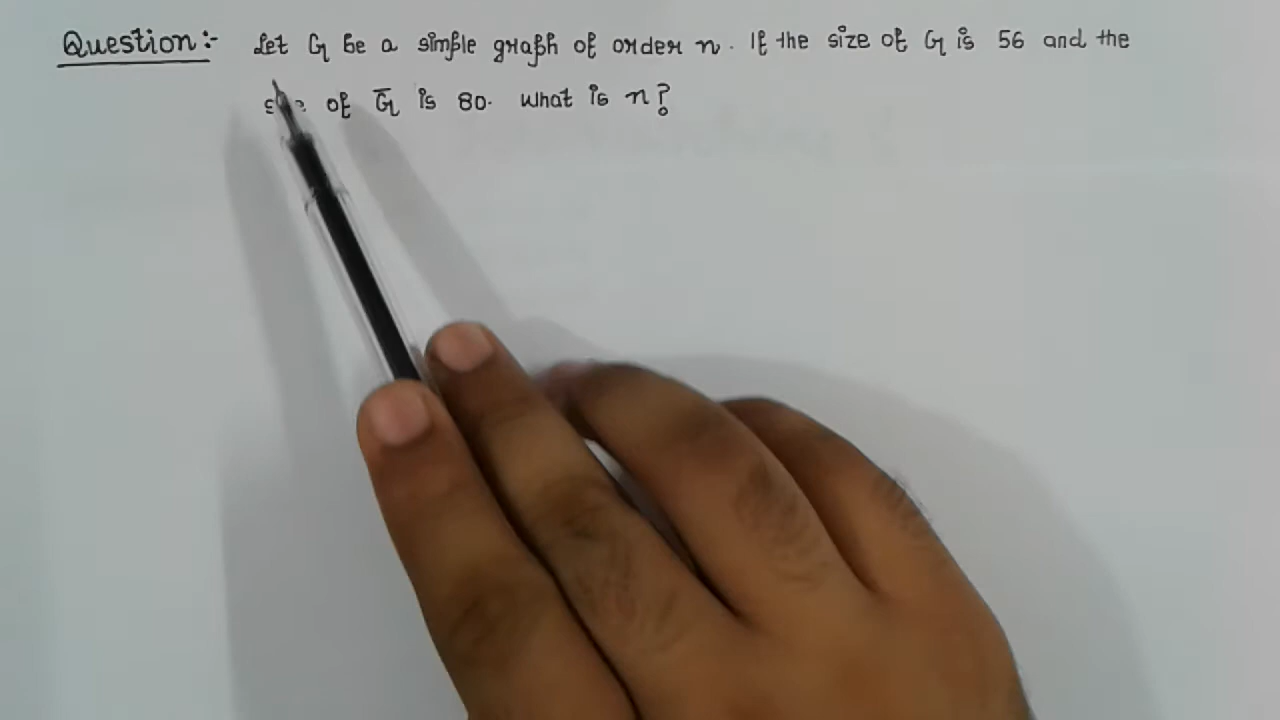 Question:- Let G be a simple graph of order n. If the size of G is 56 and the
of G̅ is 80. What is n?